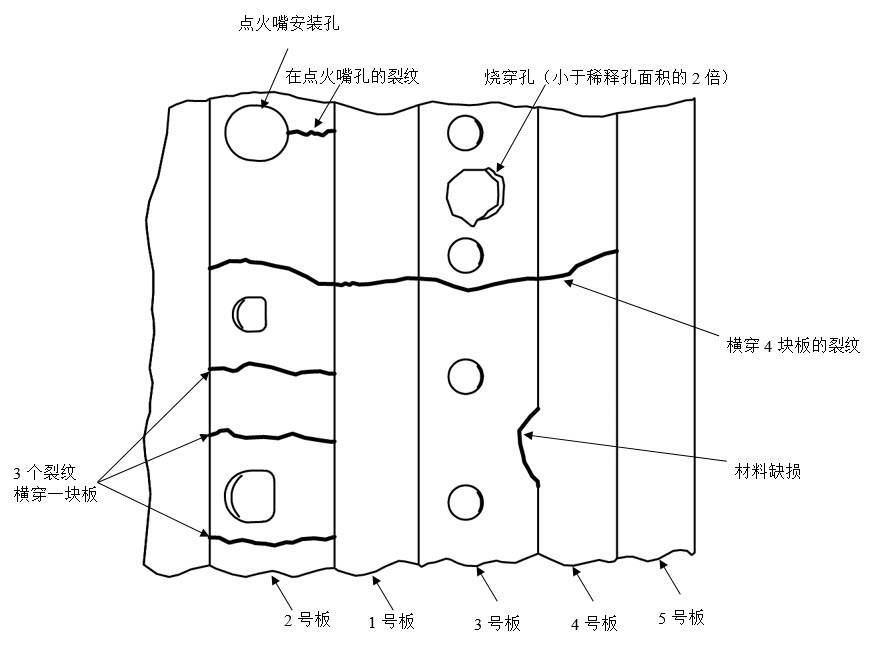 点火嘴安装孔
在点火嘴孔的裂纹
烧穿孔（小于稀释孔面积的 2 倍）
横穿 4 块板的裂纹
材料缺损
3 个裂纹
横穿一块板
2 号板
1 号板
3 号板
4 号板
5 号板